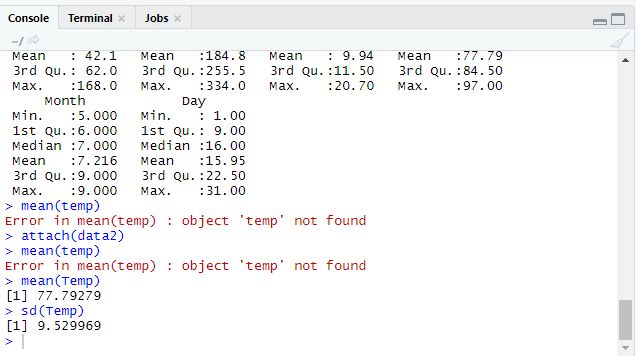 Console Terminal × Jobs ×
~/
Mean : 42.1 Mean :184.8 Mean : 9.94 Mean :77.79
3rd Qu.: 62.0 3rd Qu.:255.5 3rd Qu.:11.50 3rd Qu.:84.50
Max. :168.0 Max. :334.0 Max. :20.70 Max. :97.00
Month Day
Min. :5.000 Min. : 1.00
1st Qu.:6.000 1st Qu.: 9.00
Median :7.000 Median :16.00
Mean :7.216 Mean :15.95
3rd Qu.:9.000 3rd Qu.:22.50
Max. :9.000 Max. :31.00
> mean(temp)
Error in mean(temp) : object 'temp' not found
> attach(data2)
> mean(temp)
Error in mean(temp) : object 'temp' not found
> mean(Temp)
[1] 77.79279
> sd(Temp)
[1] 9.529969
>